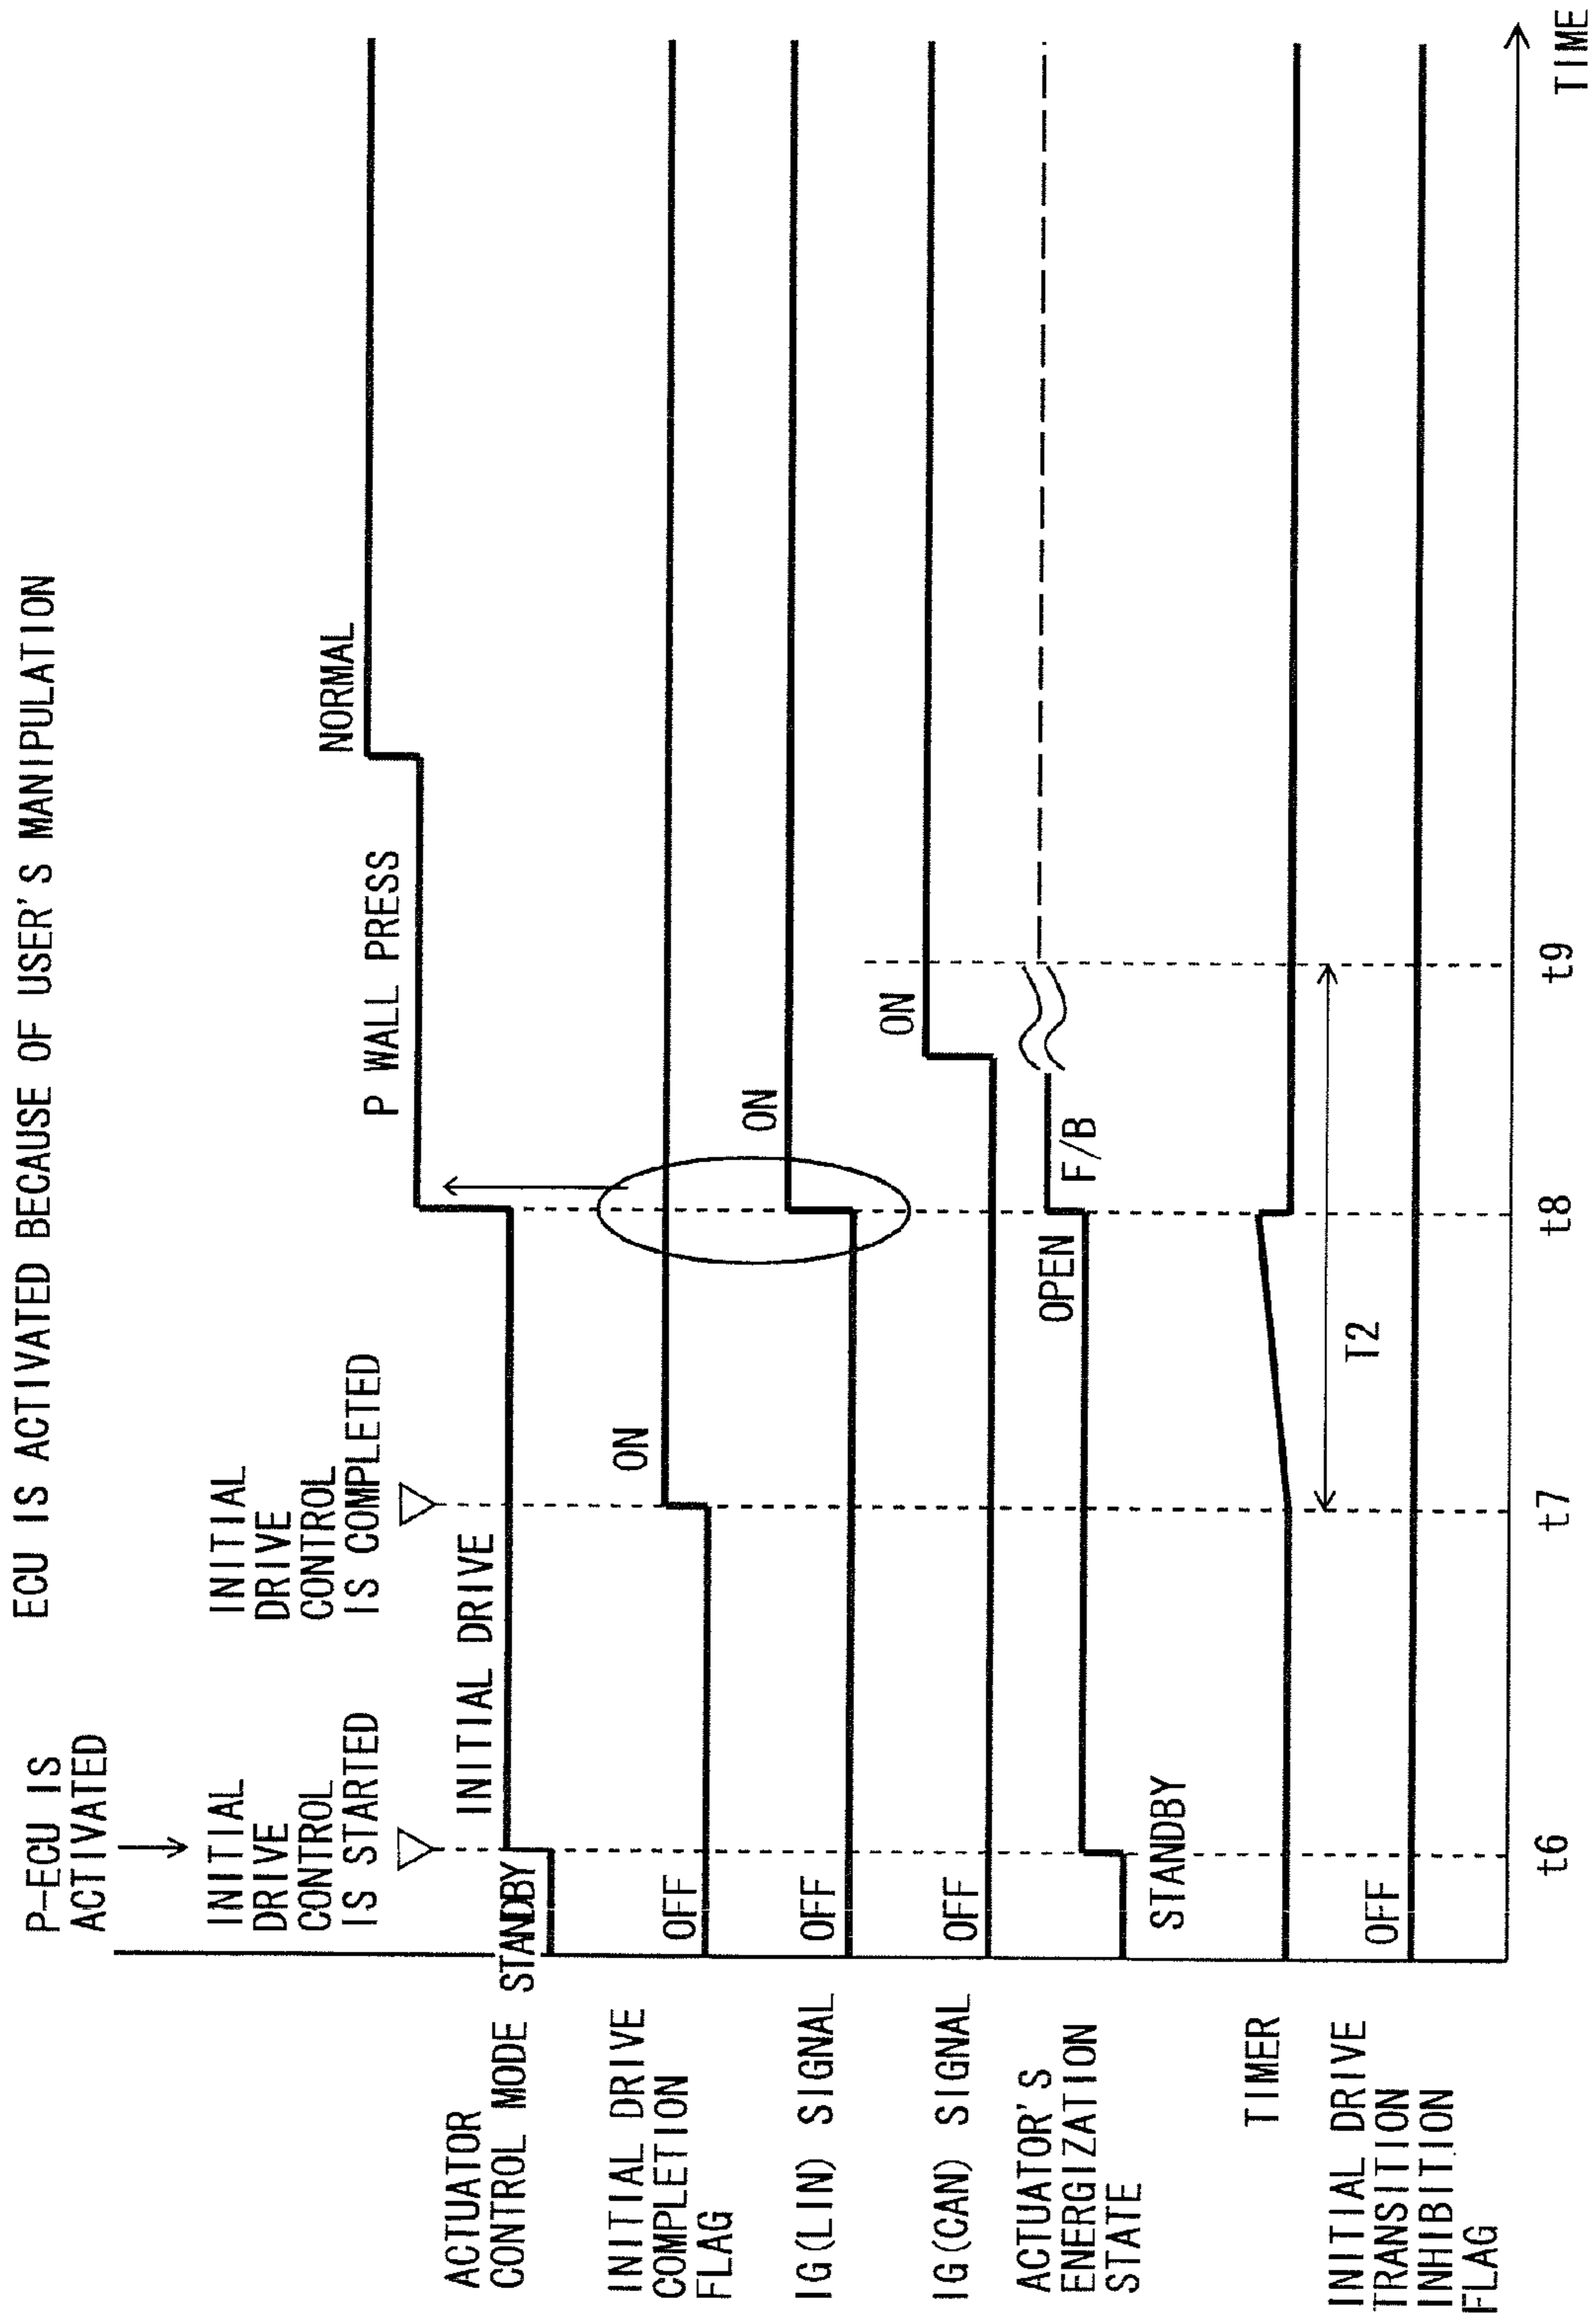 ECU IS ACTIVATED BECAUSE OF USER'S MANIPULATION
P-ECU IS
ACTIVATED
INITIAL
DRIVE
CONTROL
IS STARTED
INITIAL
DRIVE
CONTROL
IS COMPLETED
ACTUATOR
CONTROL MODE
STANDBY
INITIAL DRIVE
P WALL PRESS
NORMAL
INITIAL DRIVE
COMPLETION
FLAG
OFF
ON
IG(LIN) SIGNAL
OFF
ON
IG(CAN) SIGNAL
OFF
ON
ACTUATOR'S
ENERGIZATION
STATE
STANDBY
OPEN
F/B
TIMER
T2
INITIAL DRIVE
TRANSITION
INHIBITION
FLAG
OFF
t6
t7
t8
t9
TIME